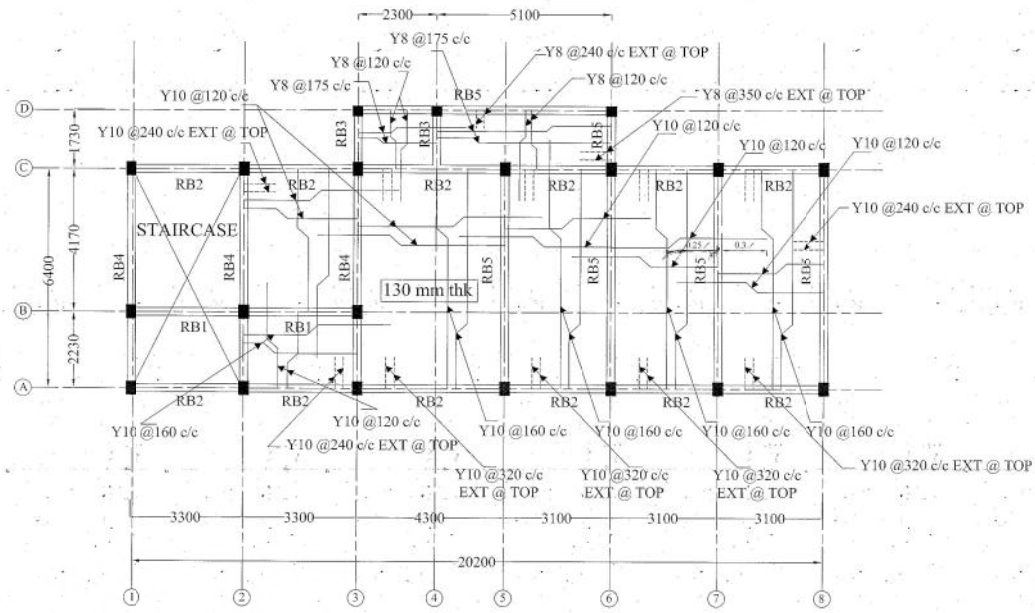 2300
5100
Y8 @175 c/c
Y8 @240 c/c EXT @ TOP
Y8 @120 c/c
Y8 @120 c/c
Y8 @175 c/c
RB5
Y8 @350 c/c EXT @ TOP
Y10 @120 c/c
Y10 @120 c/c
D
Y10 @240 c/c EXT @ TOP
RB3
RB3
RB5
Y10 @120 c/c
Y10 @120 c/c
1730
C
RB2
RB2
RB2
RB2
RB2
RB2
Y10 @240 c/c EXT @ TOP
STAIRCASE
4170
6400
RB4
RB4
RB4
RB5
RB5
RB5
RB5
0.25
0.3
130 mm thk
B
RB1
RB1
2230
A
RB2
RB2
RB2
RB2
RB2
RB2
Y10 @160 c/c
Y10 @120 c/c
Y10 @160 c/c
Y10 @160 c/c
Y10 @160 c/c
Y10 @160 c/c
Y10 @240 c/c EXT @ TOP
Y10 @320 c/c
EXT @ TOP
Y10 @320 c/c
EXT @ TOP
Y10 @320 c/c
EXT @ TOP
Y10 @320 c/c EXT @ TOP
3300
3300
4300
3100
3100
3100
20200
1
2
3
4
5
6
7
8